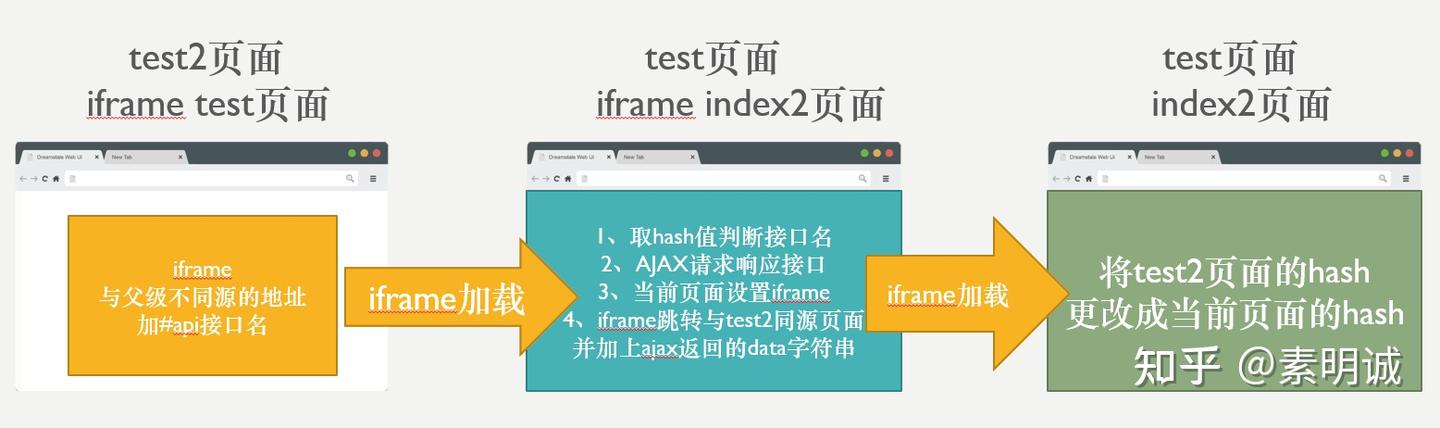 test2页面
iframe test页面
Dreamstale Web UI
New Tab
iframe
与父级不同源的地址
加#api接口名
iframe加载
test页面
iframe index2页面
Dreamstale Web UI
New Tab
1、取hash值判断接口名
2、AJAX请求响应接口
3、当前页面设置iframe
4、iframe跳转与test2同源页面
并加上ajax返回的data字符串
iframe加载
test页面
index2页面
Dreamstale Web UI
New Tab
将test2页面的hash
更改成当前页面的hash
知乎 @素明诚